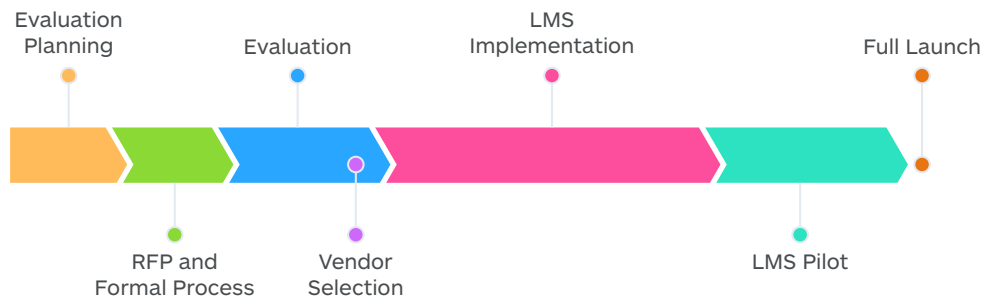 Evaluation
Planning
Evaluation
LMS
Implementation
Full Launch
RFP and
Formal Process
Vendor
Selection
LMS Pilot